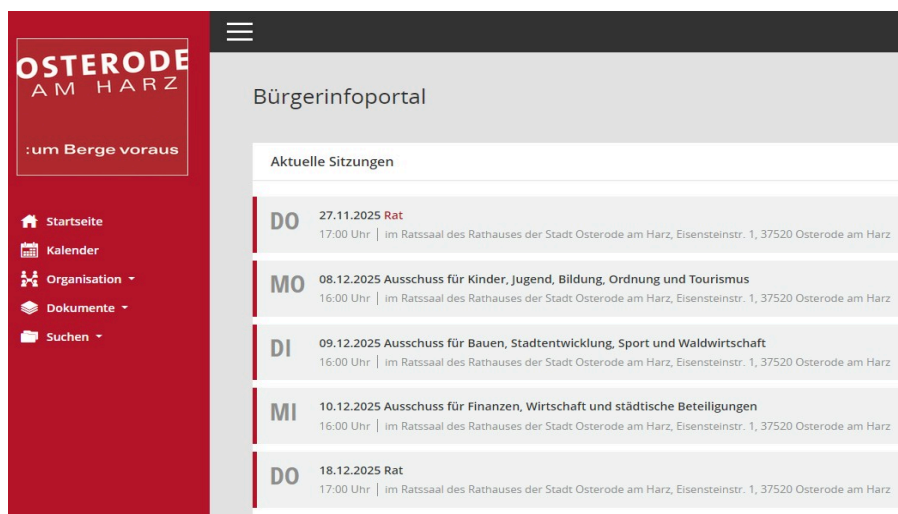 OSTERODE
AM HARZ
:um Berge voraus
Startseite
Kalender
Organisation
Dokumente
Suchen
Bürgerinfoportal
Aktuelle Sitzungen
DO
27.11.2025 Rat
17:00 Uhr | im Ratssaal des Rathauses der Stadt Osterode am Harz, Eisensteinstr. 1, 37520 Osterode am Harz
MO
08.12.2025 Ausschuss für Kinder, Jugend, Bildung, Ordnung und Tourismus
16:00 Uhr | im Ratssaal des Rathauses der Stadt Osterode am Harz, Eisensteinstr. 1, 37520 Osterode am Harz
DI
09.12.2025 Ausschuss für Bauen, Stadtentwicklung, Sport und Waldwirtschaft
16:00 Uhr | im Ratssaal des Rathauses der Stadt Osterode am Harz, Eisensteinstr. 1, 37520 Osterode am Harz
MI
10.12.2025 Ausschuss für Finanzen, Wirtschaft und städtische Beteiligungen
16:00 Uhr | im Ratssaal des Rathauses der Stadt Osterode am Harz, Eisensteinstr. 1, 37520 Osterode am Harz
DO
18.12.2025 Rat
17:00 Uhr | im Ratssaal des Rathauses der Stadt Osterode am Harz, Eisensteinstr. 1, 37520 Osterode am Harz